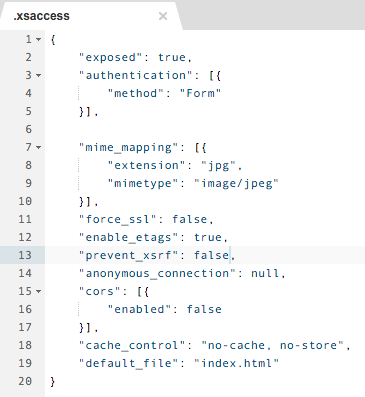 .xsaccess ×
1 {
2 "exposed": true,
3 "authentication": [{
4 "method": "Form"
5 }],
6
7 "mime_mapping": [{
8 "extension": "jpg",
9 "mimetype": "image/jpeg"
10 }],
11 "force_ssl": false,
12 "enable_etags": true,
13 "prevent_xsrf": false,
14 "anonymous_connection": null,
15 "cors": [{
16 "enabled": false
17 }],
18 "cache_control": "no-cache, no-store",
19 "default_file": "index.html"
20 }